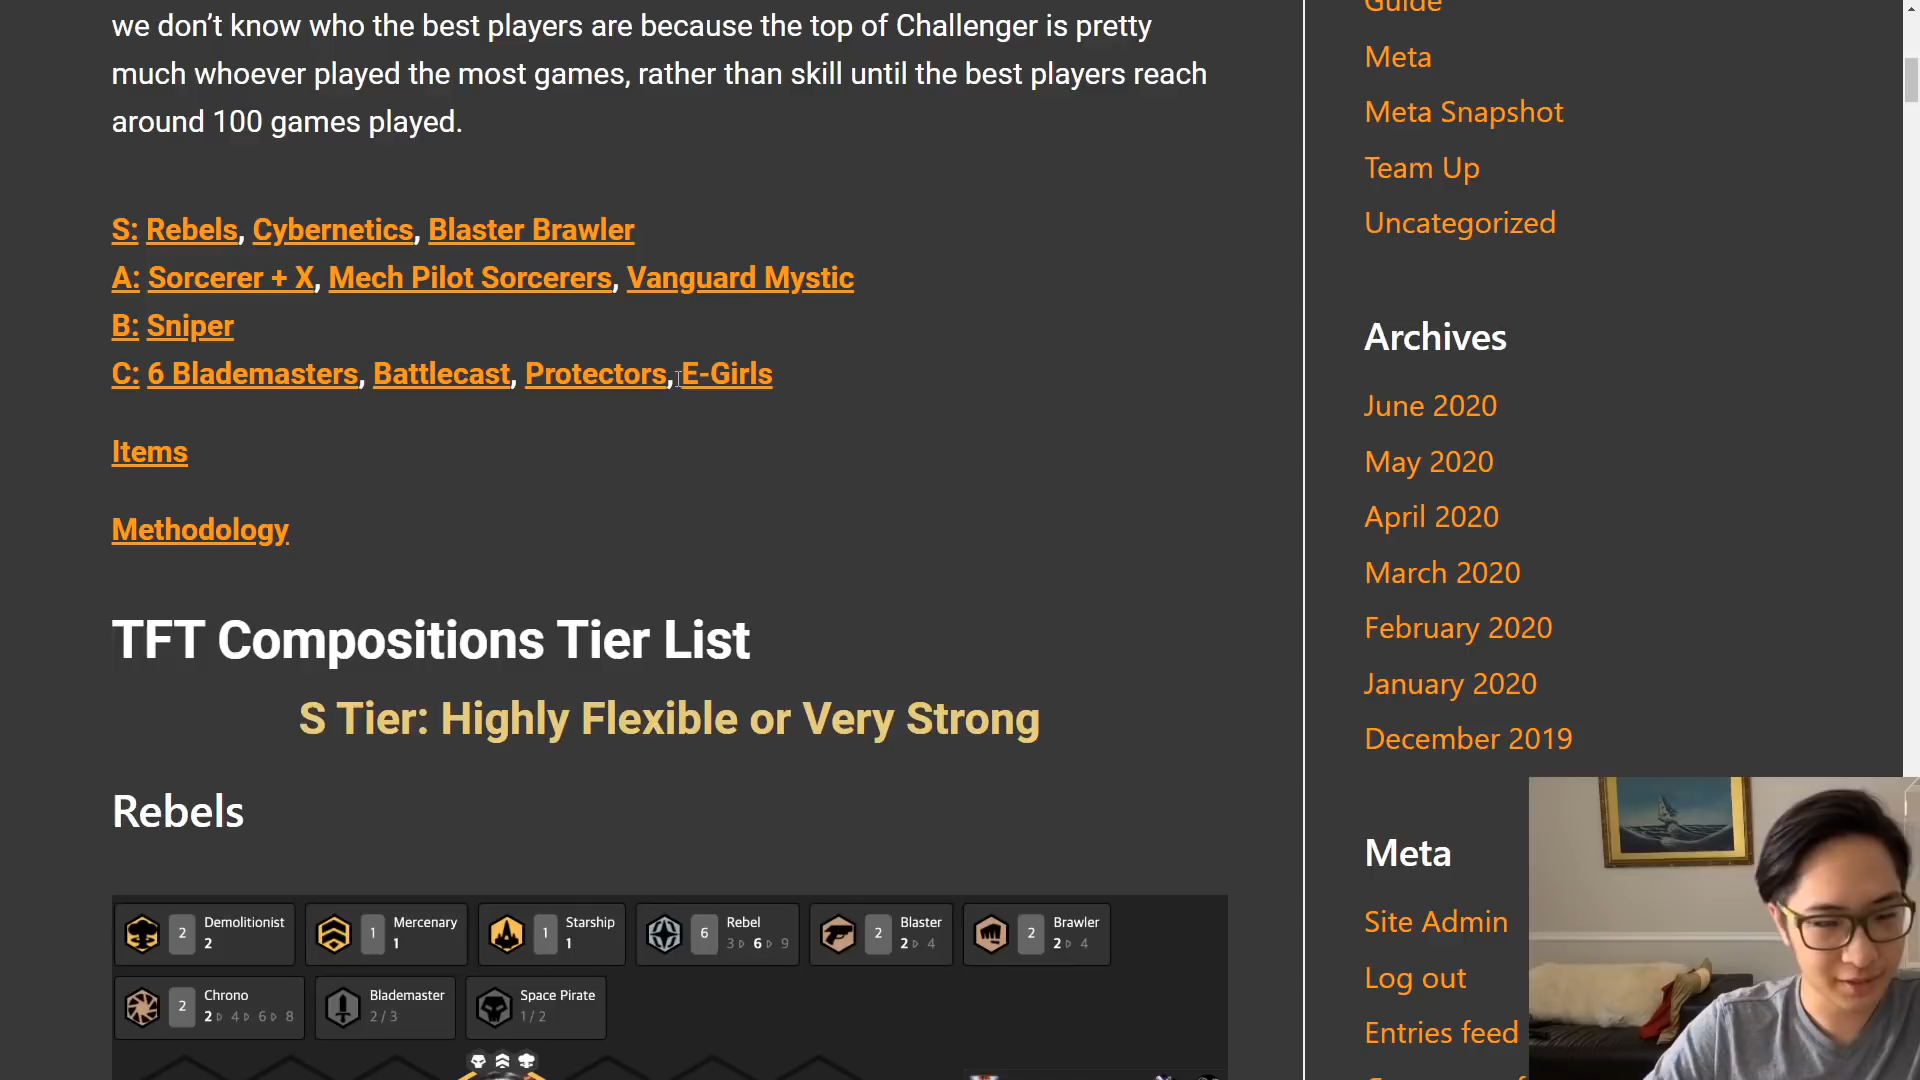 we don’t know who the best players are because the top of Challenger is pretty
much whoever played the most games, rather than skill until the best players reach
around 100 games played.
S: Rebels, Cybernetics, Blaster Brawler
A: Sorcerer + X, Mech Pilot Sorcerers, Vanguard Mystic
B: Sniper
C: 6 Blademasters, Battlecast, Protectors, E-Girls
Items
Methodology
TFT Compositions Tier List
S Tier: Highly Flexible or Very Strong
Rebels
2 Demolitionist 2
1 Mercenary 1
1 Starship 1
6 Rebel 3 6 9
2 Blaster 2 4
2 Brawler 2 4
2 Chrono 2 4 6 8
Blademaster 2 / 3
Space Pirate 1 / 2
Guide
Meta
Meta Snapshot
Team Up
Uncategorized
Archives
June 2020
May 2020
April 2020
March 2020
February 2020
January 2020
December 2019
Meta
Site Admin
Log out
Entries feed